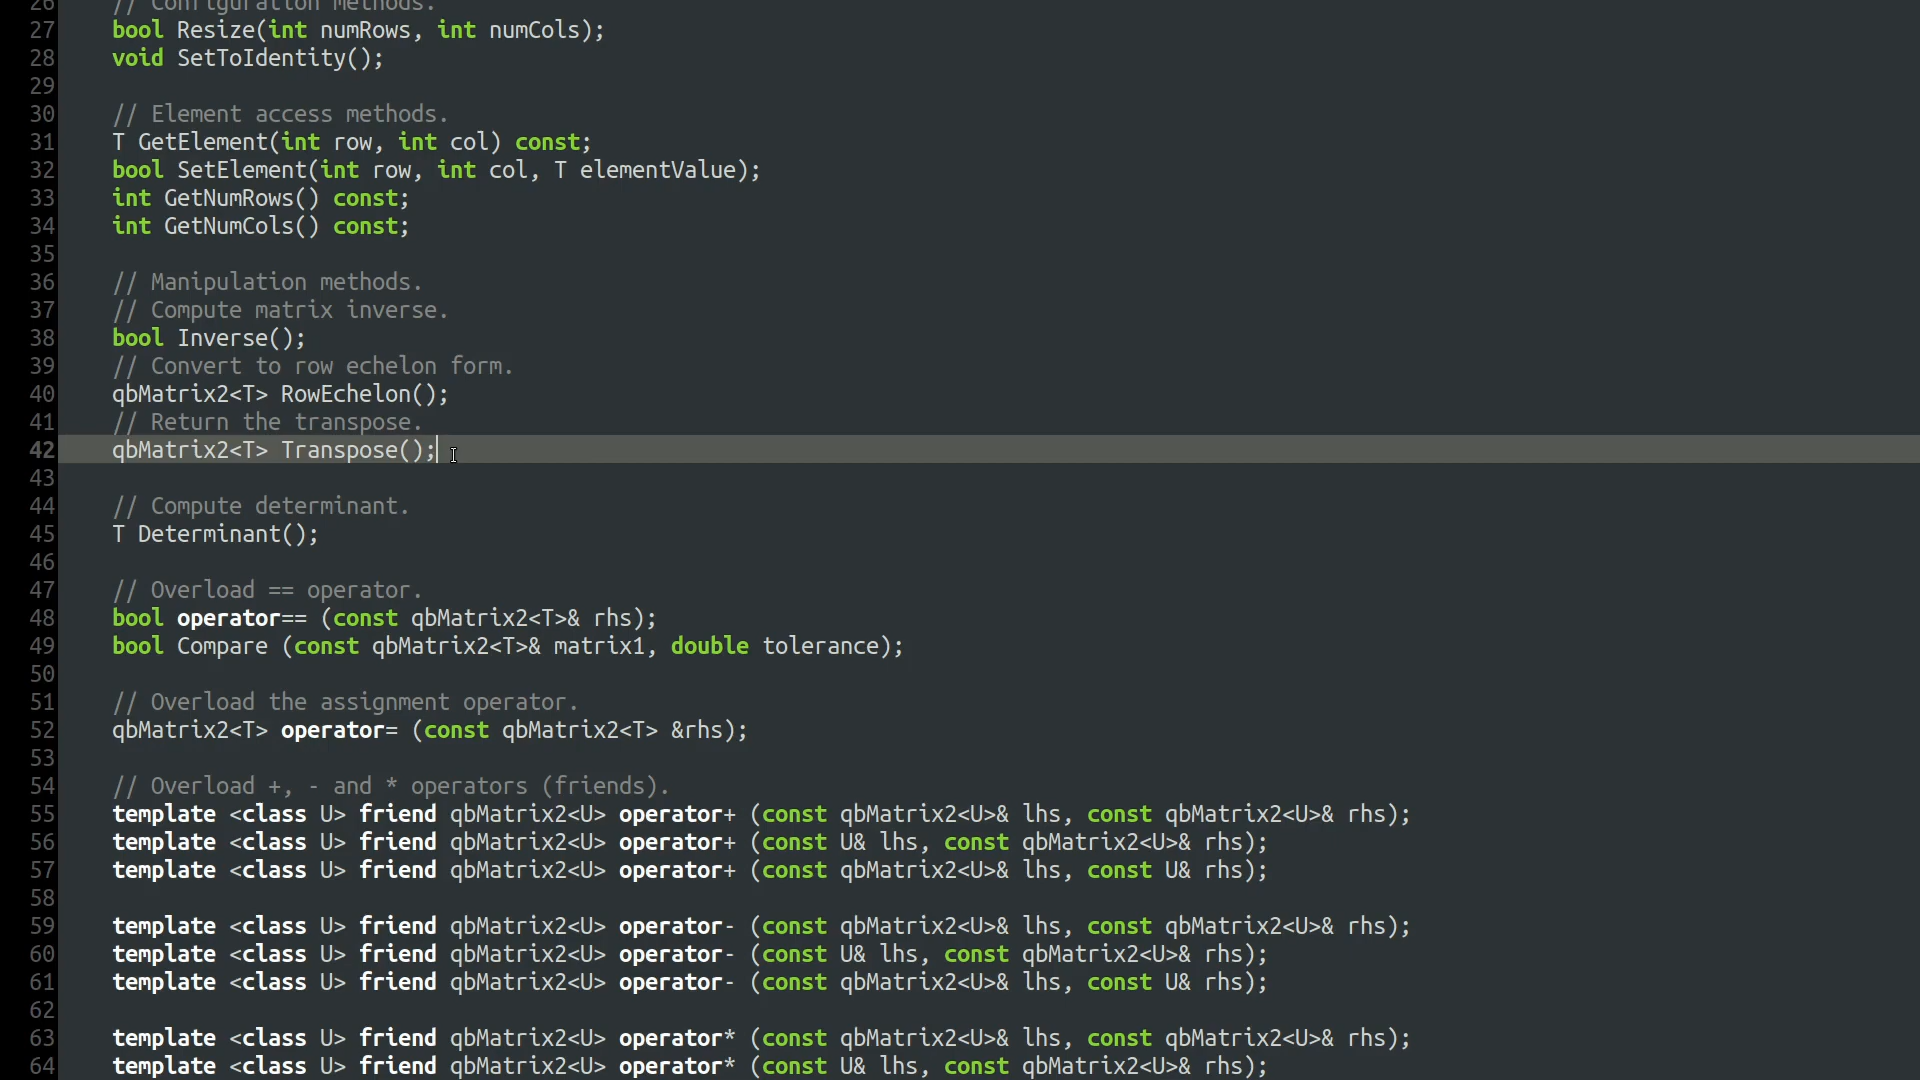 26 // Configuration methods.
27 bool Resize(int numRows, int numCols);
28 void SetToIdentity();
29
30 // Element access methods.
31 T GetElement(int row, int col) const;
32 bool SetElement(int row, int col, T elementValue);
33 int GetNumRows() const;
34 int GetNumCols() const;
35
36 // Manipulation methods.
37 // Compute matrix inverse.
38 bool Inverse();
39 // Convert to row echelon form.
40 qbMatrix2<T> RowEchelon();
41 // Return the transpose.
42 qbMatrix2<T> Transpose();
43
44 // Compute determinant.
45 T Determinant();
46
47 // Overload == operator.
48 bool operator== (const qbMatrix2<T>& rhs);
49 bool Compare (const qbMatrix2<T>& matrix1, double tolerance);
50
51 // Overload the assignment operator.
52 qbMatrix2<T> operator= (const qbMatrix2<T> &rhs);
53
54 // Overload +, - and * operators (friends).
55 template <class U> friend qbMatrix2<U> operator+ (const qbMatrix2<U>& lhs, const qbMatrix2<U>& rhs);
56 template <class U> friend qbMatrix2<U> operator+ (const U& lhs, const qbMatrix2<U>& rhs);
57 template <class U> friend qbMatrix2<U> operator+ (const qbMatrix2<U>& lhs, const U& rhs);
58
59 template <class U> friend qbMatrix2<U> operator- (const qbMatrix2<U>& lhs, const qbMatrix2<U>& rhs);
60 template <class U> friend qbMatrix2<U> operator- (const U& lhs, const qbMatrix2<U>& rhs);
61 template <class U> friend qbMatrix2<U> operator- (const qbMatrix2<U>& lhs, const U& rhs);
62
63 template <class U> friend qbMatrix2<U> operator* (const qbMatrix2<U>& lhs, const qbMatrix2<U>& rhs);
64 template <class U> friend qbMatrix2<U> operator* (const U& lhs, const qbMatrix2<U>& rhs);